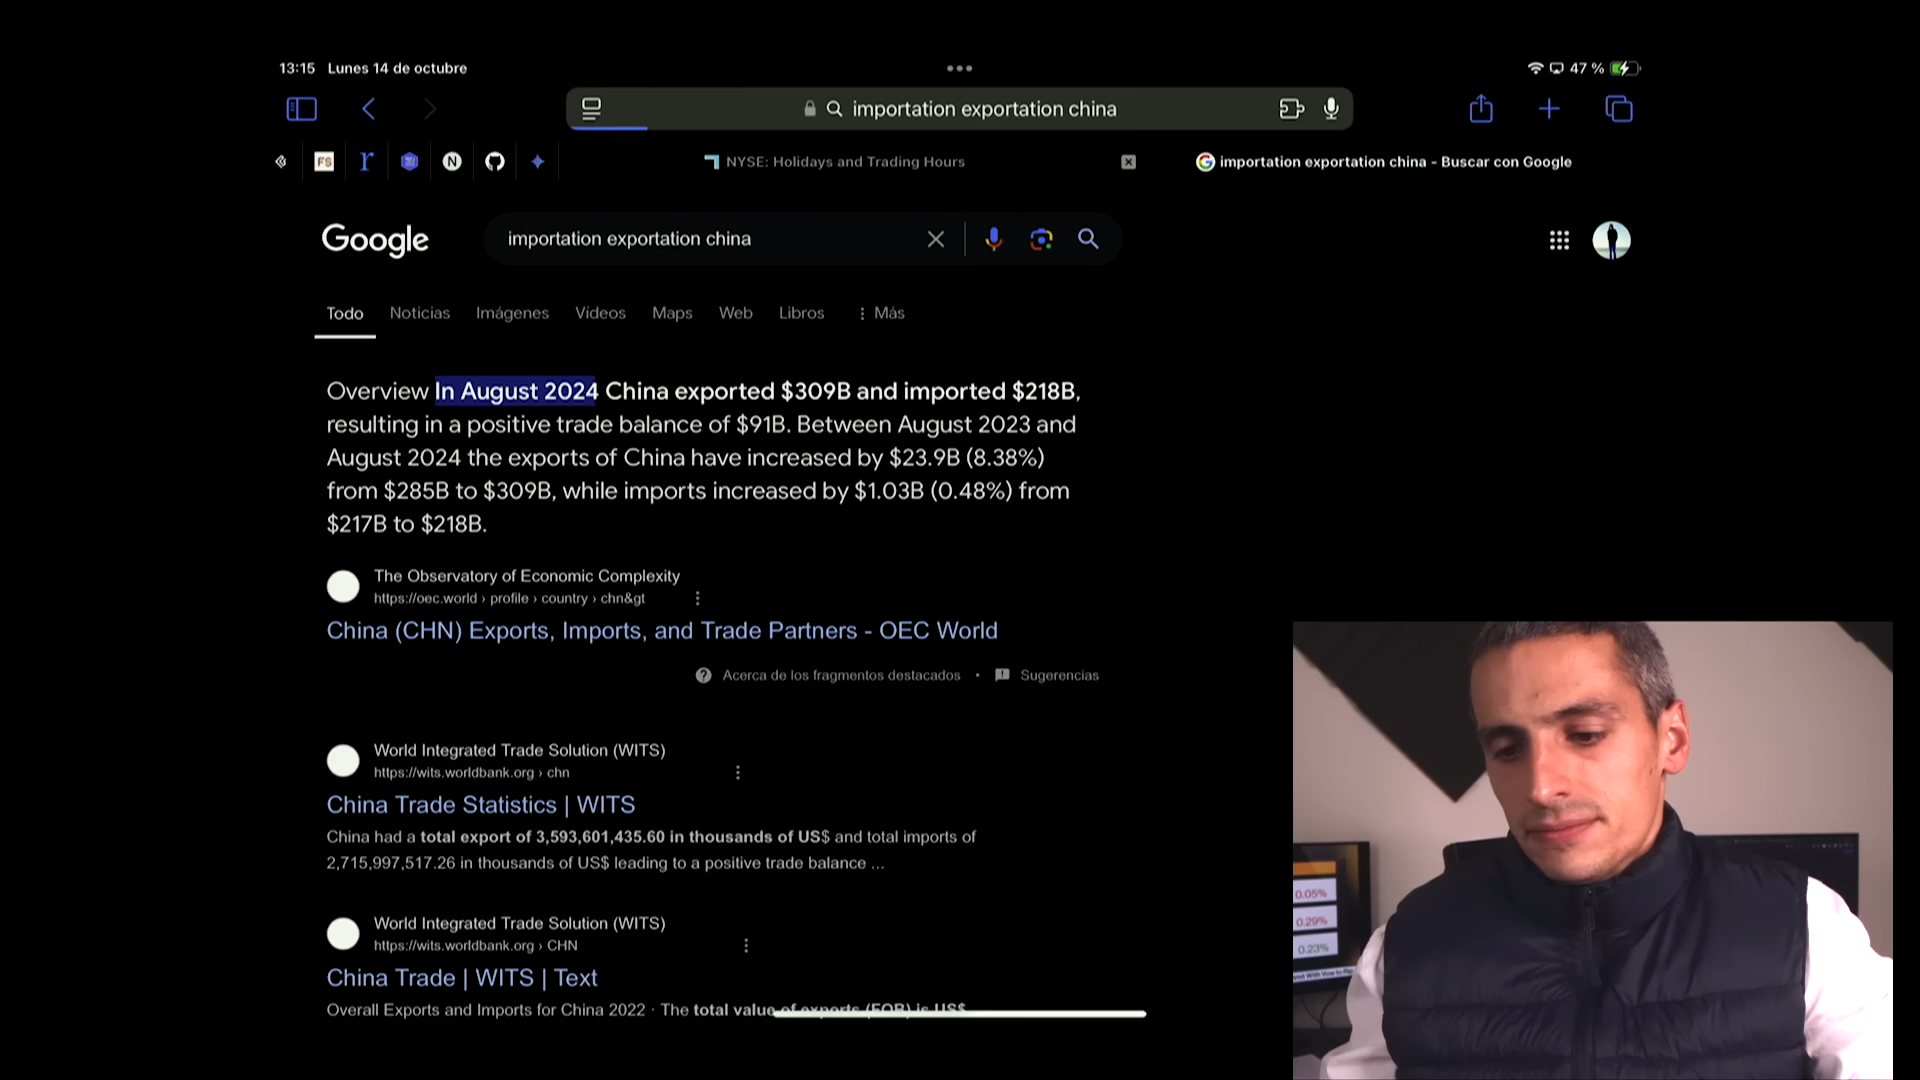 13:15 Lunes 14 de octubre
47 %
importation exportation china
FS r N NYSE: Holidays and Trading Hours importation exportation china - Buscar con Google
Google importation exportation china
Todo Noticias Imágenes Videos Maps Web Libros Más
Overview In August 2024 China exported $309B and imported $218B,
resulting in a positive trade balance of $91B. Between August 2023 and
August 2024 the exports of China have increased by $23.9B (8.38%)
from $285B to $309B, while imports increased by $1.03B (0.48%) from
$217B to $218B.
The Observatory of Economic Complexity
https://oec.world › profile › country › chn&gt
China (CHN) Exports, Imports, and Trade Partners - OEC World
Acerca de los fragmentos destacados • Sugerencias
World Integrated Trade Solution (WITS)
https://wits.worldbank.org › chn
China Trade Statistics | WITS
China had a total export of 3,593,601,435.60 in thousands of US$ and total imports of
2,715,997,517.26 in thousands of US$ leading to a positive trade balance ...
World Integrated Trade Solution (WITS)
https://wits.worldbank.org › CHN
China Trade | WITS | Text
Overall Exports and Imports for China 2022 · The total value of exports (FOB) is US$
0.05%
0.29%
0.23%